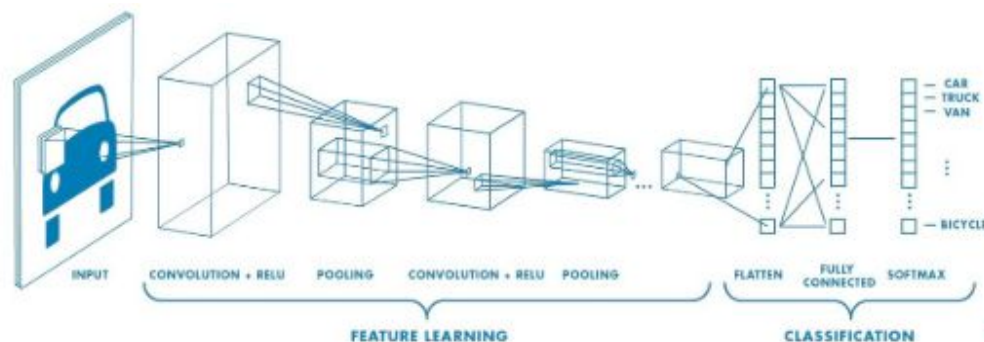 CAR
TRUCK
VAN
BICYCLE
INPUT
CONVOLUTION + RELU
POOLING
CONVOLUTION + RELU
POOLING
FLATTEN
FULLY
CONNECTED
SOFTMAX
FEATURE LEARNING
CLASSIFICATION